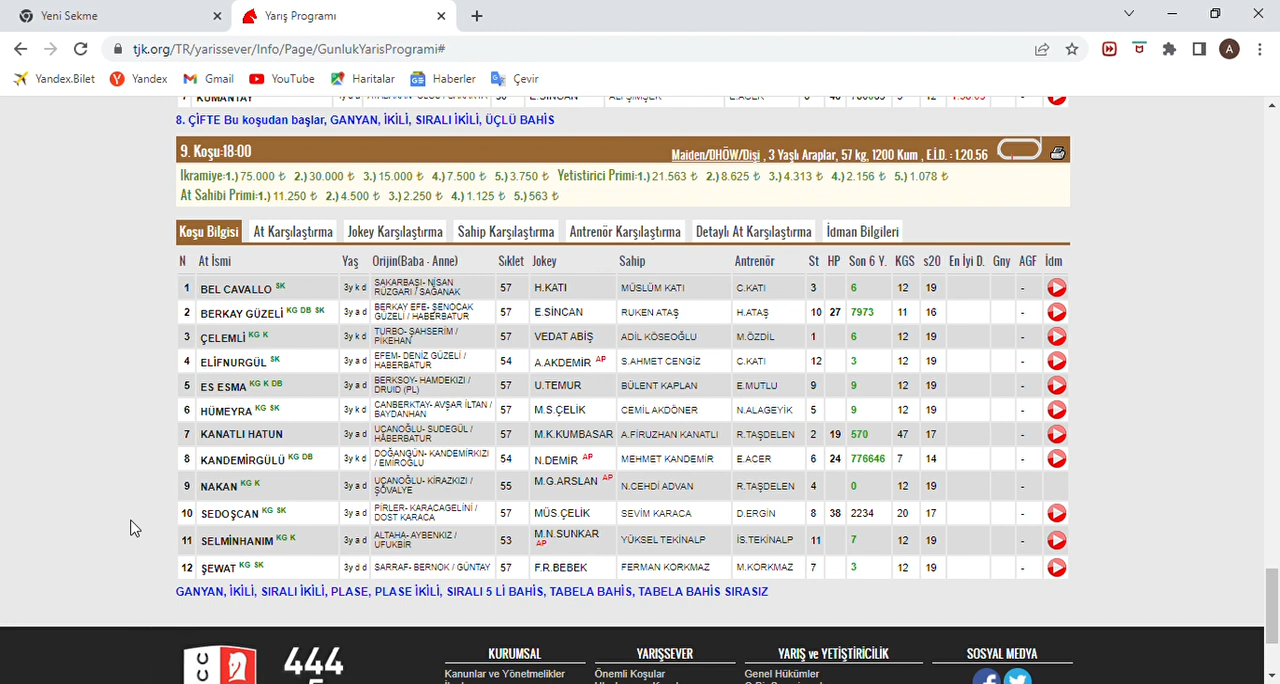 Yeni Sekme
Yarış Programı
tjk.org/TR/yarissever/Info/Page/GunlukYarisProgrami#
A
Yandex.Bilet Yandex Gmail YouTube Haritalar Haberler Çevir
7 KUMANTAY
8. ÇİFTE Bu koşudan başlar, GANYAN, İKİLİ, SIRALI İKİLİ, ÜÇLÜ BAHİS
9. Koşu:18:00 Maiden/DHÖW/Dişi , 3 Yaşlı Araplar, 57 kg, 1200 Kum , E.İ.D. : 1.20.56
Ikramiye:1.) 75.000 ₺ 2.) 30.000 ₺ 3.) 15.000 ₺ 4.) 7.500 ₺ 5.) 3.750 ₺ Yetistirici Primi:1.) 21.563 ₺ 2.) 8.625 ₺ 3.) 4.313 ₺ 4.) 2.156 ₺ 5.) 1.078 ₺
At Sahibi Primi:1.) 11.250 ₺ 2.) 4.500 ₺ 3.) 2.250 ₺ 4.) 1.125 ₺ 5.) 563 ₺
Koşu Bilgisi At Karşılaştırma Jokey Karşılaştırma Sahip Karşılaştırma Antrenör Karşılaştırma Detaylı At Karşılaştırma İdman Bilgileri
N At İsmi Yaş Orijin(Baba - Anne) Sıklet Jokey Sahip Antrenör St HP Son 6 Y. KGS s20 En İyi D. Gny AGF İdm
1 BEL CAVALLO SK 3y k d SAKARBAŞI- NİSAN RÜZGARI / SAĞANAK 57 H.KATI MÜSLÜM KATI C.KATI 3 6 12 19 -
2 BERKAY GÜZELİ KG DB SK 3y a d BERKAY EFE- ŞENOCAK GÜZELİ / HABERBATUR 57 E.SİNCAN RUKEN ATAŞ H.ATAŞ 10 27 7973 11 16 -
3 ÇELEMLİ KG K 3y k d TURBO- ŞAHSERİM / PİKEHAN 57 VEDAT ABİŞ ADİL KÖSEOĞLU M.ÖZDİL 1 6 12 19 -
4 ELİFNURGÜL SK 3y a d EFEM- DENİZ GÜZELİ / HABERBATUR 54 A.AKDEMİR AP S.AHMET CENGİZ C.KATI 12 3 12 19 -
5 ES ESMA KG K DB 3y a d BERKSOY- HAMDEKIZI / DRUID (PL) 57 U.TEMUR BÜLENT KAPLAN E.MUTLU 9 9 12 19 -
6 HÜMEYRA KG SK 3y k d CANBERKTAY- AVŞAR İLTAN / BAYDANHAN 57 M.S.ÇELİK CEMİL AKDÖNER N.ALAGEYİK 5 9 12 19 -
7 KANATLI HATUN 3y a d UÇANOĞLU- SUDEGÜL / HABERBATUR 57 M.K.KUMBASAR A.FİRUZHAN KANATLI R.TAŞDELEN 2 19 570 47 17 -
8 KANDEMİRGÜLÜ KG DB 3y k d DOĞANGÜN- KANDEMİRKIZI / EMİROĞLU 54 N.DEMİR AP MEHMET KANDEMİR E.ACER 6 24 776646 7 14 -
9 NAKAN KG K 3y a d UÇANOĞLU- KİRAZKIZI / ŞÖVALYE 55 M.G.ARSLAN AP N.CEHDİ ADVAN R.TAŞDELEN 4 0 12 19 -
10 SEDOŞCAN KG SK 3y a d PİRLER- KARACAGELİNİ / DOST KARACA 57 MÜS.ÇELİK SEVİM KARACA D.ERGİN 8 38 2234 20 17 -
11 SELMİNHANIM KG K 3y a d ALTAHA- AYBENKIZ / UFUKBİR 53 M.N.SUNKAR AP YÜKSEL TEKİNALP İS.TEKİNALP 11 7 12 19 -
12 ŞEWAT KG SK 3y d d SARRAF- BERNOK / GÜNTAY 57 F.R.BEBEK FERMAN KORKMAZ M.KORKMAZ 7 3 12 19 -
GANYAN, İKİLİ, SIRALI İKİLİ, PLASE, PLASE İKİLİ, SIRALI 5 Lİ BAHİS, TABELA BAHİS, TABELA BAHİS SIRASIZ
444
KURUMSAL YARIŞSEVER YARIŞ ve YETİŞTİRİCİLİK SOSYAL MEDYA
Kanunlar ve Yönetmelikler Önemli Koşular Genel Hükümler